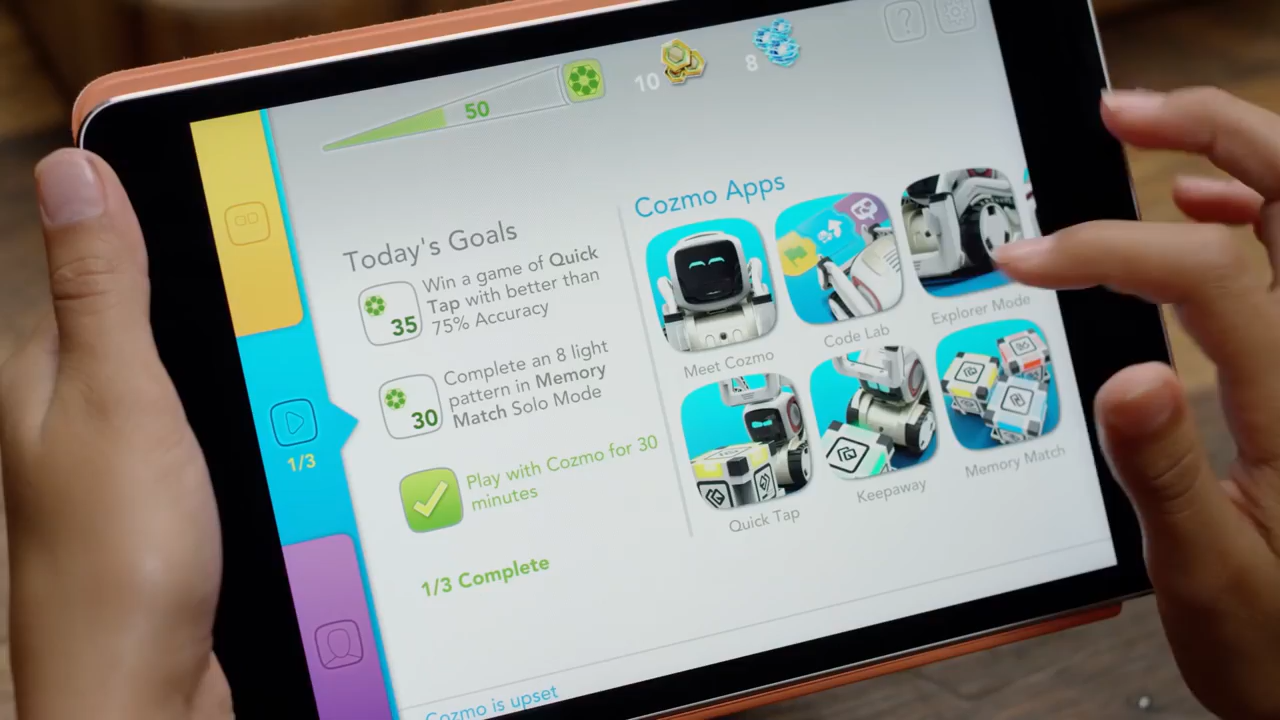 50
10
8
?
Today's Goals
35
Win a game of Quick
Tap with better than
75% Accuracy
30
Complete an 8 light
pattern in Memory
Match Solo Mode
Play with Cozmo for 30
minutes
1/3 Complete
1/3
Cozmo Apps
Meet Cozmo
Code Lab
Explorer Mode
Quick Tap
Keepaway
Memory Match
Cozmo is upset